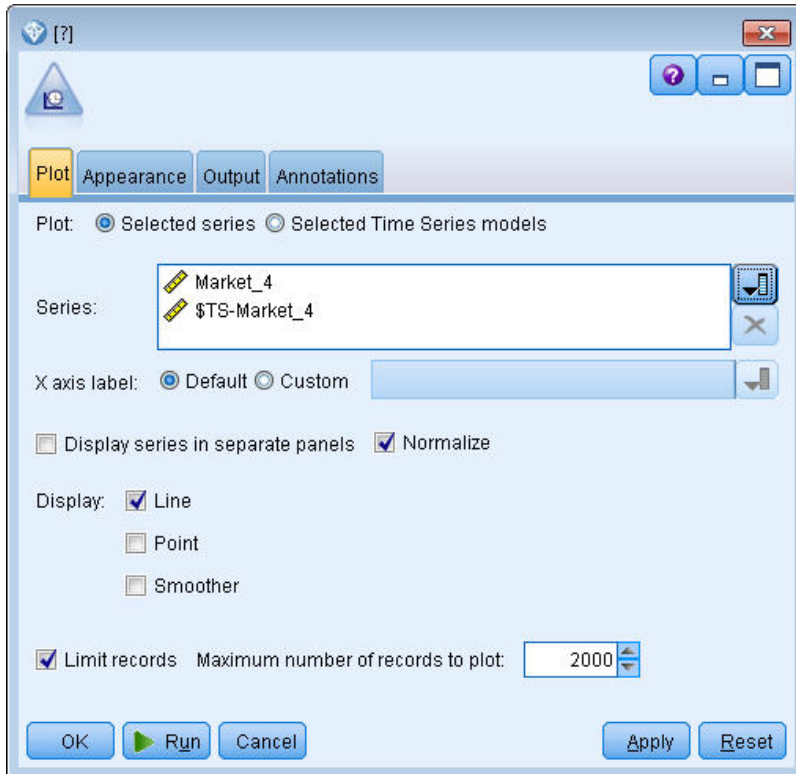 [?]
Plot Appearance Output Annotations
Plot: Selected series Selected Time Series models
Series:
Market_4
$TS-Market_4
X axis label: Default Custom
Display series in separate panels Normalize
Display: Line
Point
Smoother
Limit records Maximum number of records to plot: 2000
OK Run Cancel Apply Reset